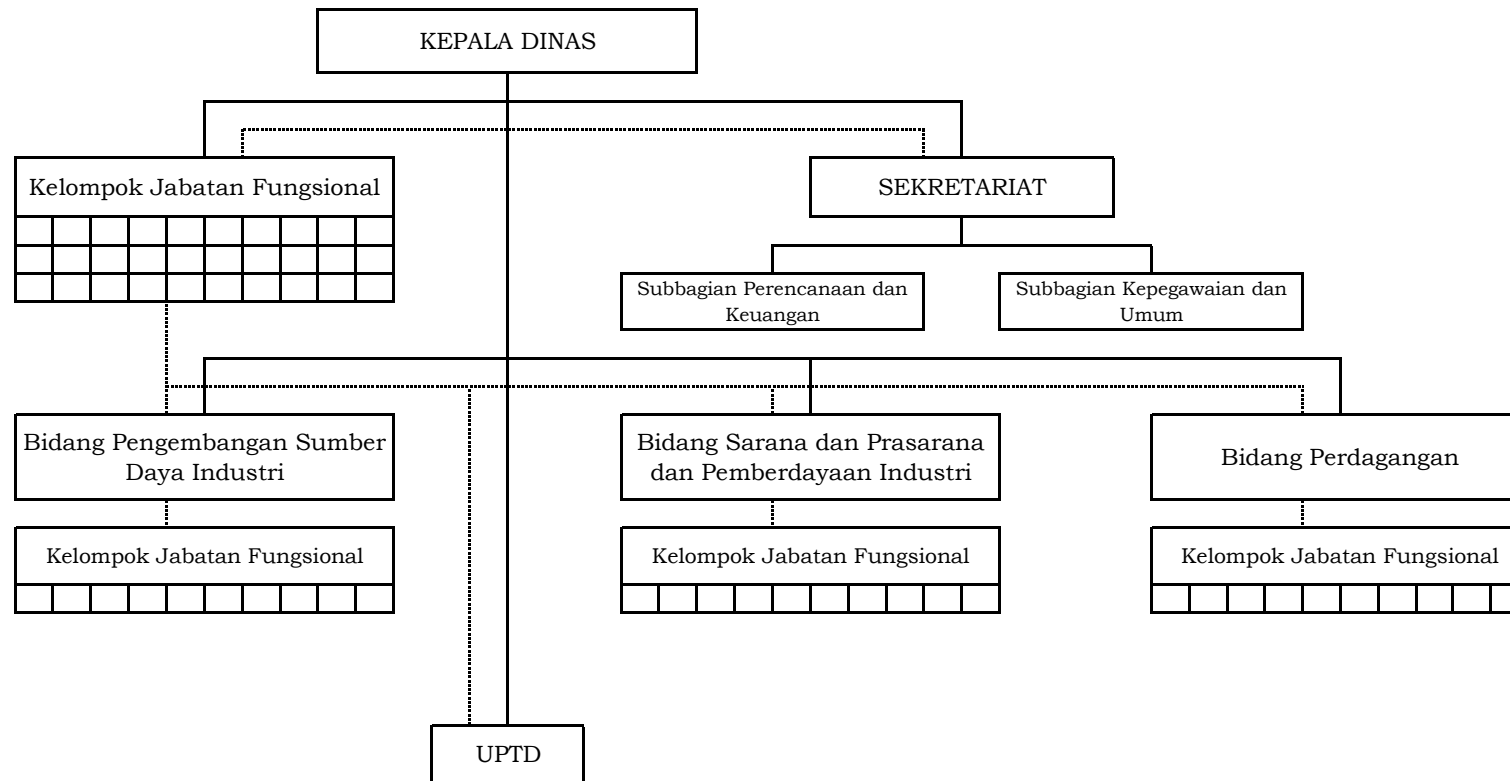 KEPALA DINAS
Kelompok Jabatan Fungsional
SEKRETARIAT
Subbagian Perencanaan dan
Keuangan
Subbagian Kepegawaian dan
Umum
Bidang Pengembangan Sumber
Daya Industri
Bidang Sarana dan Prasarana
dan Pemberdayaan Industri
Bidang Perdagangan
Kelompok Jabatan Fungsional
Kelompok Jabatan Fungsional
Kelompok Jabatan Fungsional
UPTD